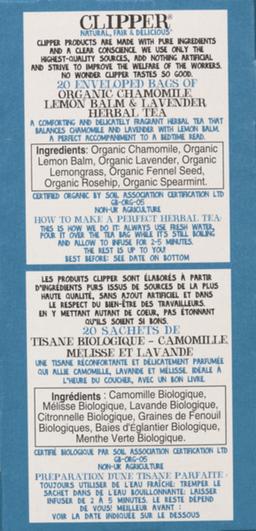 CLIPPER®
NATURAL, FAIR & DELICIOUS
CLIPPER PRODUCTS ARE MADE WITH PURE INGREDIENTS
AND A CLEAR CONSCIENCE. WE USE ONLY THE
HIGHEST-QUALITY SOURCES, ADD NOTHING ARTIFICIAL
AND STRIVE TO IMPROVE THE WELFARE OF THE WORKERS.
NO WONDER CLIPPER TASTES SO GOOD.
20 ENVELOPED BAGS OF
ORGANIC CHAMOMILE
LEMON BALM & LAVENDER
HERBAL TEA
A COMFORTING AND DELICATELY FRAGRANT HERBAL TEA THAT
BALANCES CHAMOMILE AND LAVENDER WITH LEMON BALM.
A PERFECT ACCOMPANIMENT TO A BEDTIME READ.
Ingredients: Organic Chamomile, Organic
Lemon Balm, Organic Lavender, Organic
Lemongrass, Organic Fennel Seed,
Organic Rosehip, Organic Spearmint.
CERTIFIED ORGANIC BY SOIL ASSOCIATION CERTIFICATION LTD
GB-ORG-05
NON-UK AGRICULTURE
HOW TO MAKE A PERFECT HERBAL TEA:
THIS IS HOW WE DO IT: ALWAYS USE FRESH WATER,
POUR IT OVER THE TEA BAG WHILE IT'S STILL BOILING
AND ALLOW TO INFUSE FOR 2-5 MINUTES.
THE REST IS UP TO YOU!
BEST BEFORE: SEE DATE ON BOTTOM
LES PRODUITS CLIPPER SONT ÉLABORÉS À PARTIR
D'INGRÉDIENTS PURS ISSUS DE SOURCES DE LA PLUS
HAUTE QUALITÉ, SANS AJOUT ARTIFICIEL ET DANS
LE RESPECT DU BIEN-ÊTRE DES TRAVAILLEURS.
EN Y METTANT AUTANT DE COEUR, PAS ÉTONNANT
QU'ILS SOIENT SI BONS.
20 SACHETS DE
TISANE BIOLOGIQUE - CAMOMILLE
MELISSE ET LAVANDE
UNE TISANE RÉCONFORTANTE ET DÉLICATEMENT PARFUMÉE
QUI ALLIE CAMOMILLE, LAVANDE ET MÉLISSE. IDÉALE À
L'HEURE DU COUCHER, AVEC UN BON LIVRE.
Ingrédients : Camomille Biologique,
Mélisse Biologique, Lavande Biologique,
Citronnelle Biologique, Graines de Fenouil
Biologiques, Baies d'Églantier Biologique,
Menthe Verte Biologique.
CERTIFIÉ BIOLOGIQUE PAR SOIL ASSOCIATION CERTIFICATION LTD
GB-ORG-05
NON-UK AGRICULTURE
PREPARATION D'UNE TISANE PARFAITE :
TOUJOURS UTILISER DE L'EAU FRAÎCHE: TREMPER LE
SACHET DANS DE L'EAU BOUILLONNANTE; LAISSER
INFUSER DE 2 À 5 MINUTES. LE RESTE DÉPEND
DE VOUS! MEILLEUR AVANT :
VOIR LA DATE INDIQUÉE SUR LE DESSOUS